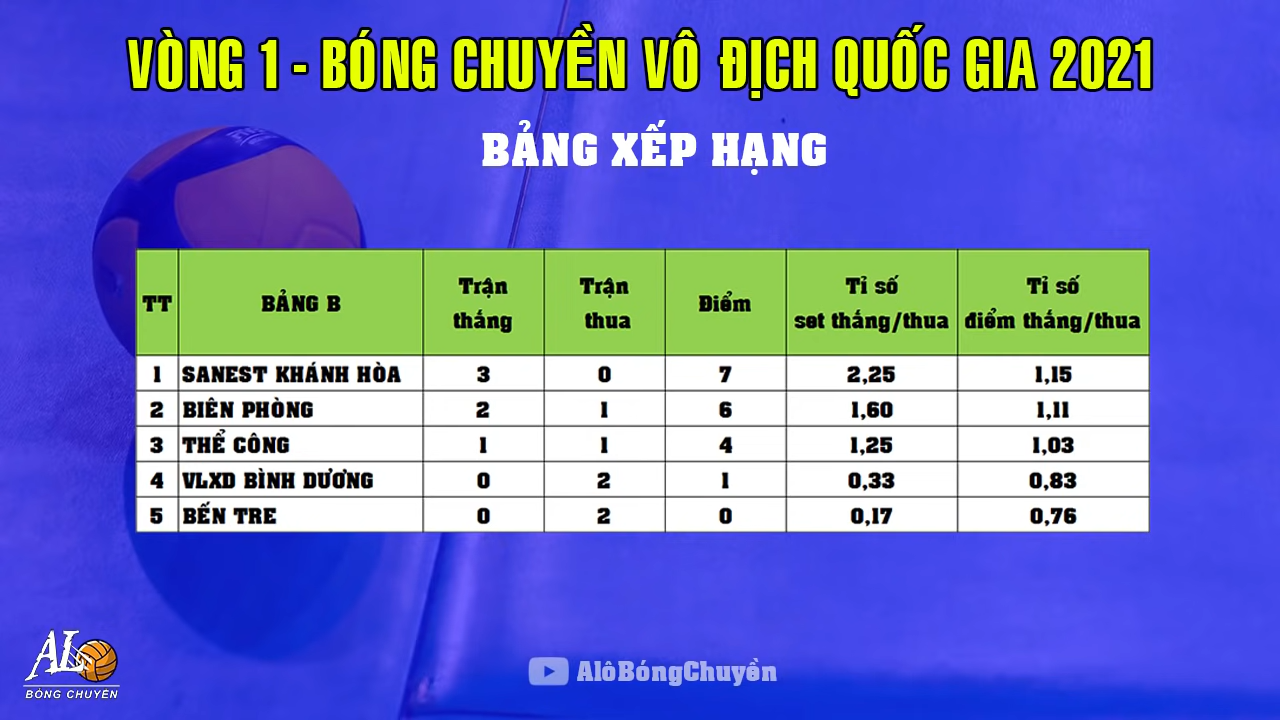 VÒNG 1 - BÓNG CHUYỀN VÔ ĐỊCH QUỐC GIA 2021
BẢNG XẾP HẠNG
TT BẢNG B Trận thắng Trận thua Điểm Tỉ số set thắng/thua Tỉ số điểm thắng/thua
1 SANEST KHÁNH HÒA 3 0 7 2,25 1,15
2 BIÊN PHÒNG 2 1 6 1,60 1,11
3 THỂ CÔNG 1 1 4 1,25 1,03
4 VLXD BÌNH DƯƠNG 0 2 1 0,33 0,83
5 BẾN TRE 0 2 0 0,17 0,76
AL
BÓNG CHUYỀN
AlôBóngChuyền